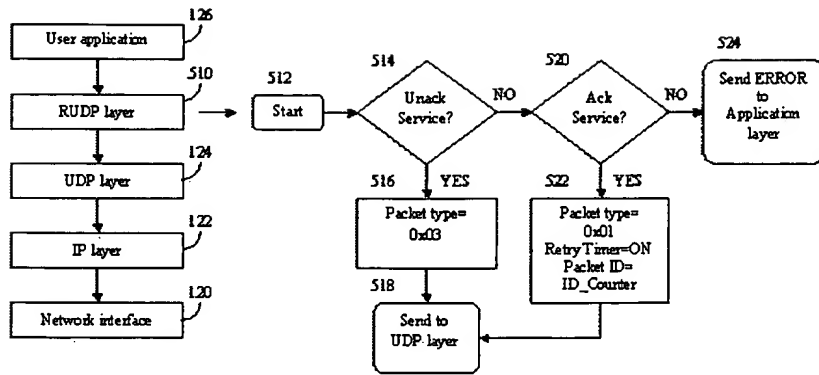 126
User application
510
RUDP layer
124
UDP layer
122
IP layer
120
Network interface
512
Start
514
Unack
Service?
NO
YES
516
Packet type=
0x03
518
Send to
UDP layer
520
Ack
Service?
NO
YES
522
Packet type=
0x01
RetryTimer=ON
Packet ID=
ID_Counter
524
Send ERROR
to
Application
layer